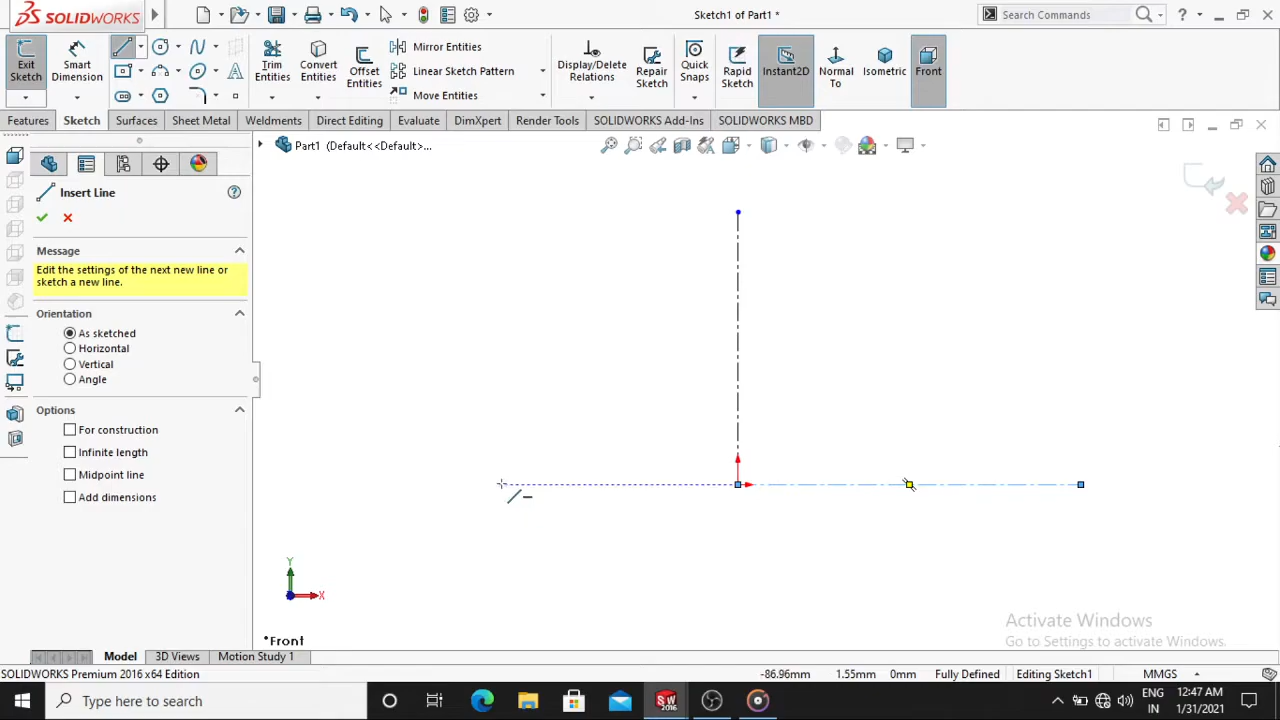 SOLIDWORKS
Sketch1 of Part1 *
Search Commands
Exit Sketch
Smart Dimension
Trim Entities
Convert Entities
Offset Entities
Mirror Entities
Linear Sketch Pattern
Move Entities
Display/Delete Relations
Repair Sketch
Quick Snaps
Rapid Sketch
Instant2D
Normal To
Isometric
Front
Features
Sketch
Surfaces
Sheet Metal
Weldments
Direct Editing
Evaluate
DimXpert
Render Tools
SOLIDWORKS Add-Ins
SOLIDWORKS MBD
Part1 (Default<<Default>...
Insert Line
Message
Edit the settings of the next new line or
sketch a new line.
Orientation
As sketched
Horizontal
Vertical
Angle
Options
For construction
Infinite length
Midpoint line
Add dimensions
Y
X
*Front
Activate Windows
Go to Settings to activate Windows.
Model
3D Views
Motion Study 1
SOLIDWORKS Premium 2016 x64 Edition
-86.96mm
1.55mm
0mm
Fully Defined
Editing Sketch1
MMGS
Type here to search
SW
2016
ENG
IN
12:47 AM
1/31/2021